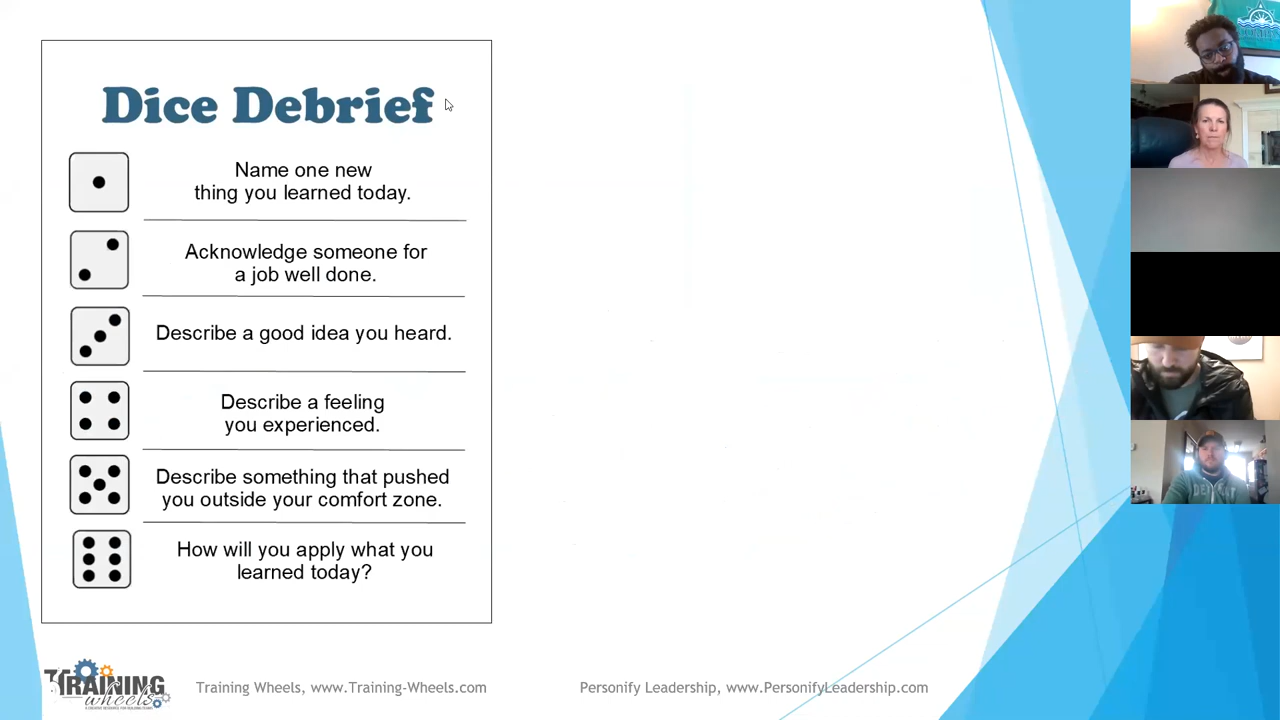 Dice Debrief
Name one new
thing you learned today.
Acknowledge someone for
a job well done.
Describe a good idea you heard.
Describe a feeling
you experienced.
Describe something that pushed
you outside your comfort zone.
How will you apply what you
learned today?
TRAINING
wheels
Training Wheels, www.Training-Wheels.com
Personify Leadership, www.PersonifyLeadership.com